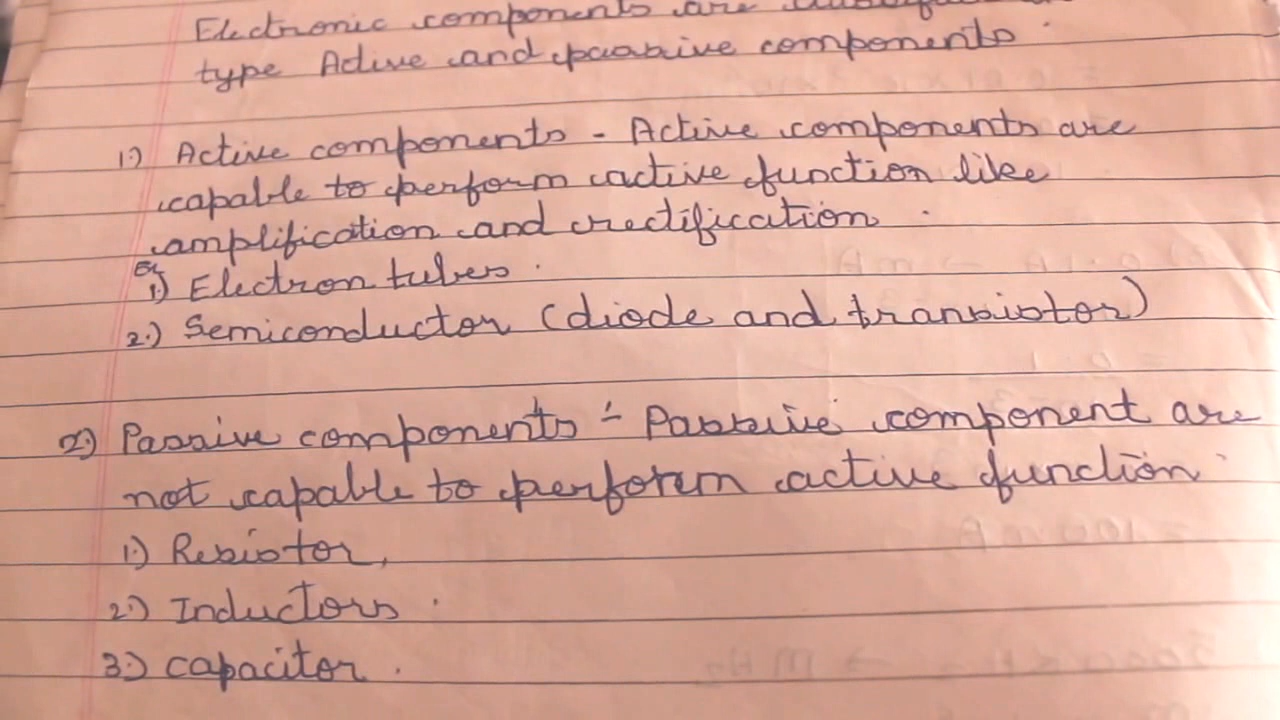 Electronic components are
type Active and passive components.
1.) Active components - Active components are
capable to perform active function like
amplification and rectification.
Ex
1.) Electron tubes.
2.) Semiconductor (diode and transistor)
2.) Passive components :- Passive component are
not capable to perform active function.
1.) Resistor,
2.) Inductors.
3.) capacitor.